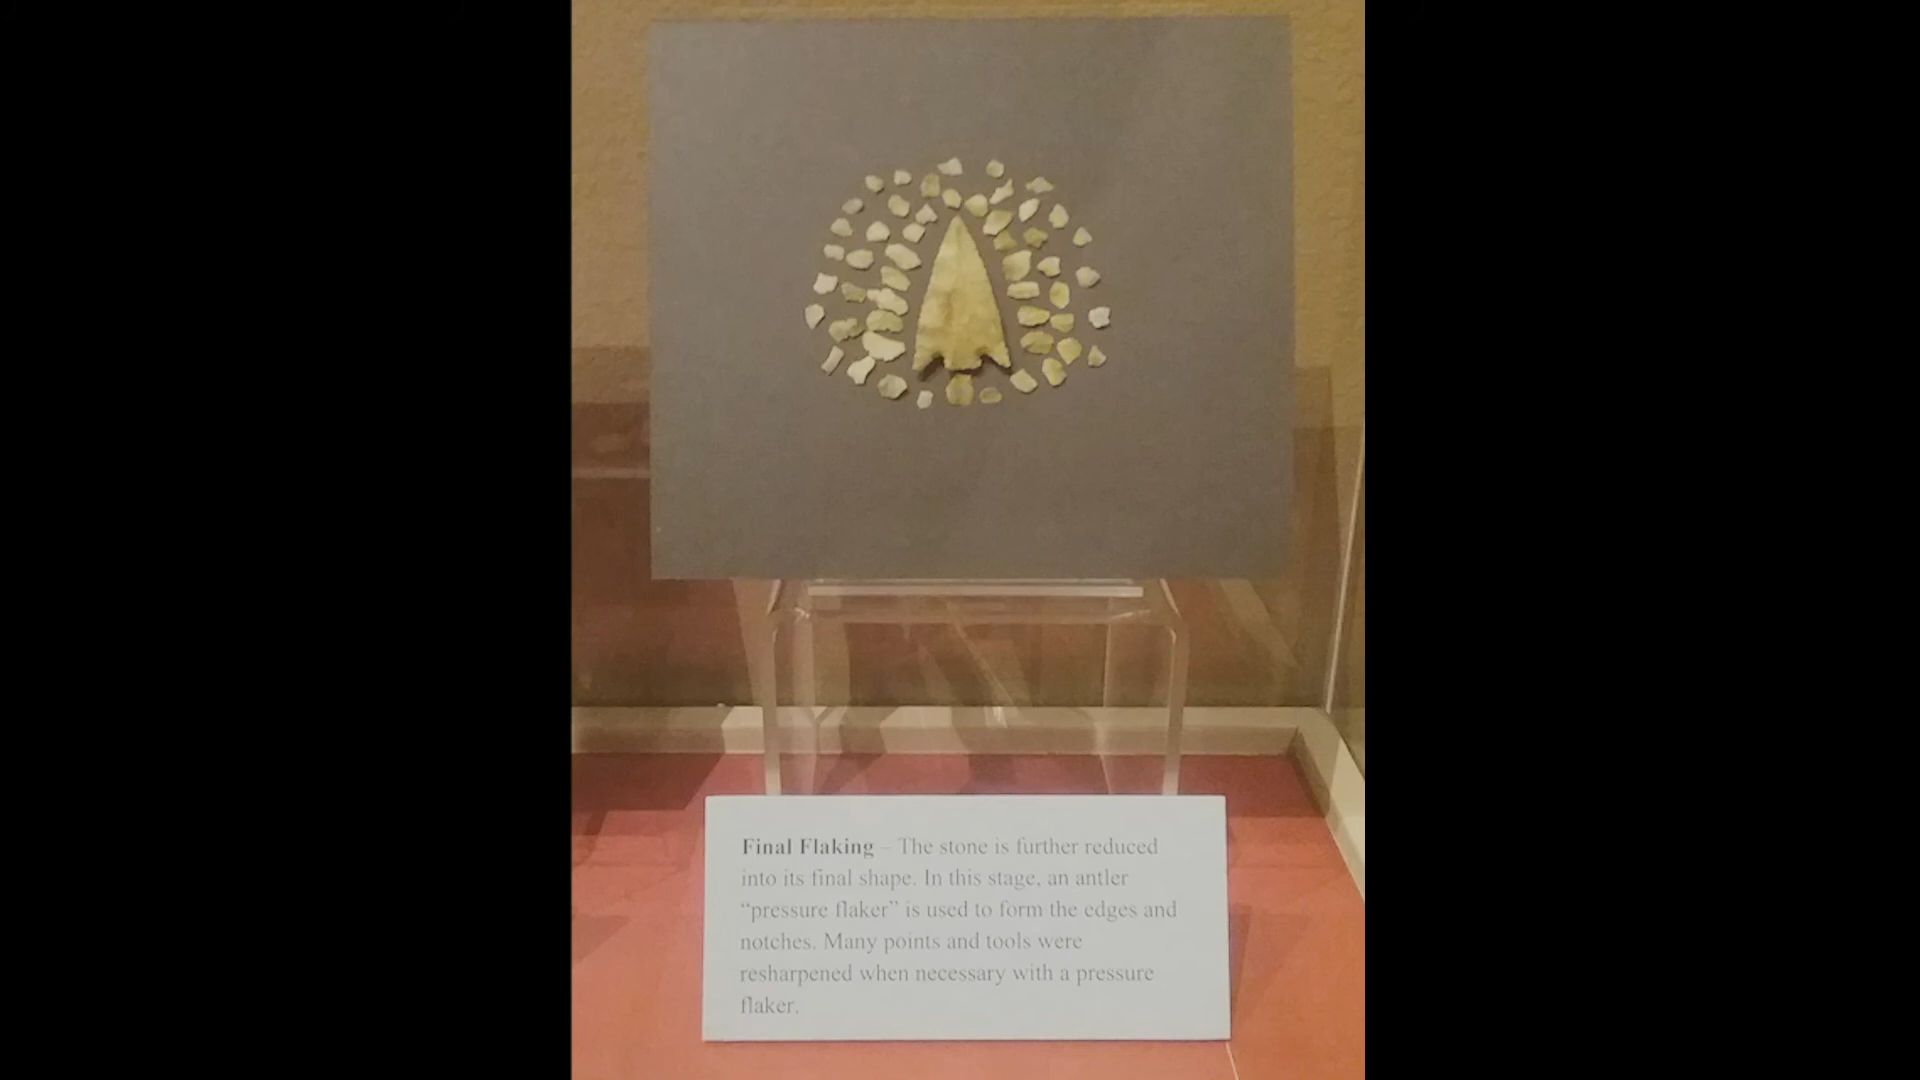 Final Flaking – The stone is further reduced
into its final shape. In this stage, an antler
“pressure flaker” is used to form the edges and
notches. Many points and tools were
resharpened when necessary with a pressure
flaker.